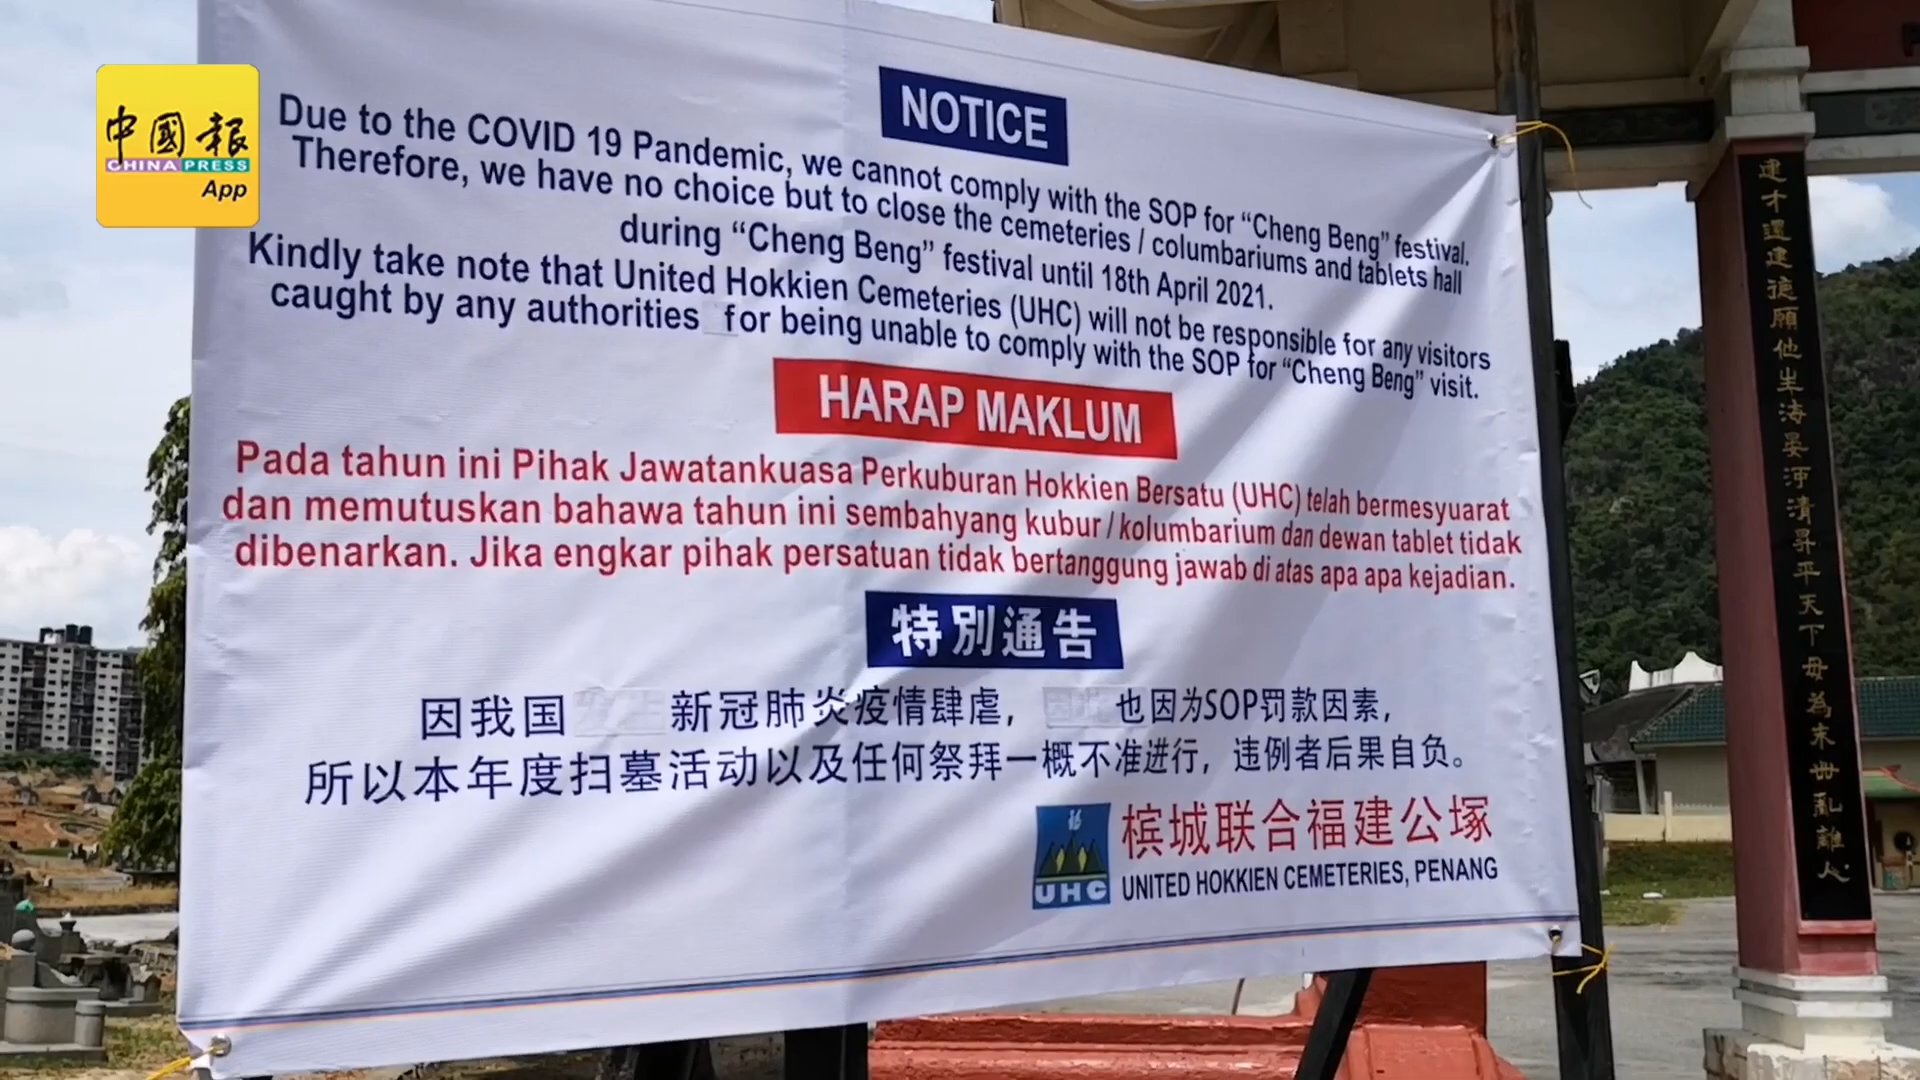 中國報
CHINA PRESS
App
NOTICE
Due to the COVID 19 Pandemic, we cannot comply with the SOP for “Cheng Beng” festival.
Therefore, we have no choice but to close the cemeteries / columbariums and tablets hall
during “Cheng Beng” festival until 18th April 2021.
Kindly take note that United Hokkien Cemeteries (UHC) will not be responsible for any visitors
caught by any authorities for being unable to comply with the SOP for “Cheng Beng” visit.
HARAP MAKLUM
Pada tahun ini Pihak Jawatankuasa Perkuburan Hokkien Bersatu (UHC) telah bermesyuarat
dan memutuskan bahawa tahun ini sembahyang kubur / kolumbarium dan dewan tablet tidak
dibenarkan. Jika engkar pihak persatuan tidak bertanggung jawab di atas apa apa kejadian.
特别通告
因我国 新冠肺炎疫情肆虐, 也因为SOP罚款因素,
所以本年度扫墓活动以及任何祭拜一概不准进行, 违例者后果自负。
福
UHC
槟城联合福建公塚
UNITED HOKKIEN CEMETERIES, PENANG
建才還建德願他生海晏河清昇平天下毋為末世亂離人